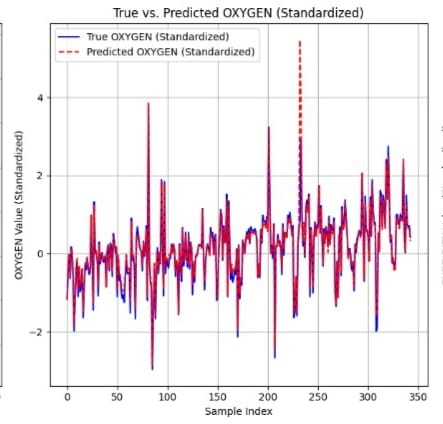 True vs. Predicted OXYGEN (Standardized)
True OXYGEN (Standardized)
Predicted OXYGEN (Standardized)
OXYGEN Value (Standardized)
4
2
0
−2
0 50 100 150 200 250 300 350
Sample Index